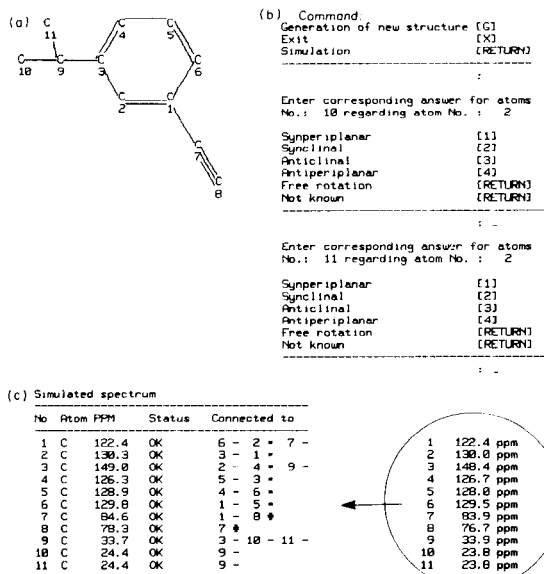 (a)
C
11
C
4
C
5
C
10
C
9
C
3
C
6
C
2
C
1
C
7
C
8
(b) Command:
Generation of new structure [G]
Exit [X]
Simulation [RETURN]
:
Enter corresponding answer for atoms
No.: 10 regarding atom No. : 2
Synperiplanar [1]
Synclinal [2]
Anticlinal [3]
Antiperiplanar [4]
Free rotation [RETURN]
Not known [RETURN]
: _
Enter corresponding answer for atoms
No.: 11 regarding atom No. : 2
Synperiplanar [1]
Synclinal [2]
Anticlinal [3]
Antiperiplanar [4]
Free rotation [RETURN]
Not known [RETURN]
: _
(c) Simulated spectrum
No Atom PPM Status Connected to
1 C 122.4 OK 6 - 2 = 7 -
2 C 130.3 OK 3 - 1 =
3 C 149.0 OK 2 - 4 = 9 -
4 C 126.3 OK 5 - 3 =
5 C 128.9 OK 4 - 6 =
6 C 129.8 OK 1 - 5 =
7 C 84.6 OK 1 - 8 #
8 C 78.3 OK 7 #
9 C 33.7 OK 3 - 10 - 11 -
10 C 24.4 OK 9 -
11 C 24.4 OK 9 -
1 122.4 ppm
2 130.0 ppm
3 148.4 ppm
4 126.7 ppm
5 128.0 ppm
6 129.5 ppm
7 83.9 ppm
8 76.7 ppm
9 33.9 ppm
10 23.8 ppm
11 23.8 ppm